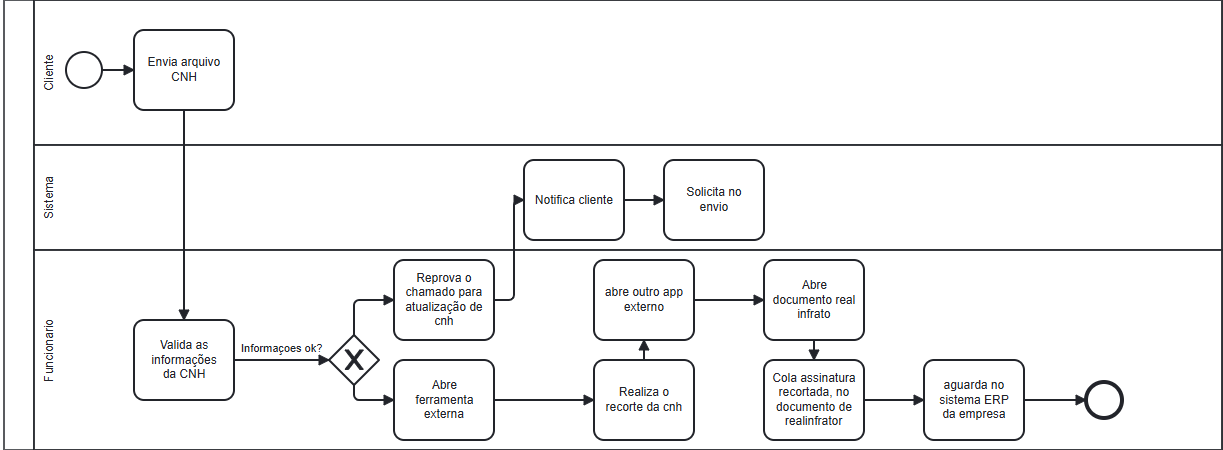 Cliente
Envia arquivo
CNH
Sistema
Notifica cliente
Solicita no
envio
Funcionario
Valida as
informações
da CNH
Informaçoes ok?
Reprova o
chamado para
atualização de
cnh
Abre
ferramenta
externa
Realiza o
recorte da cnh
abre outro app
externo
Abre
documento real
infrato
Cola assinatura
recortada, no
documento de
realinfrator
aguarda no
sistema ERP
da empresa